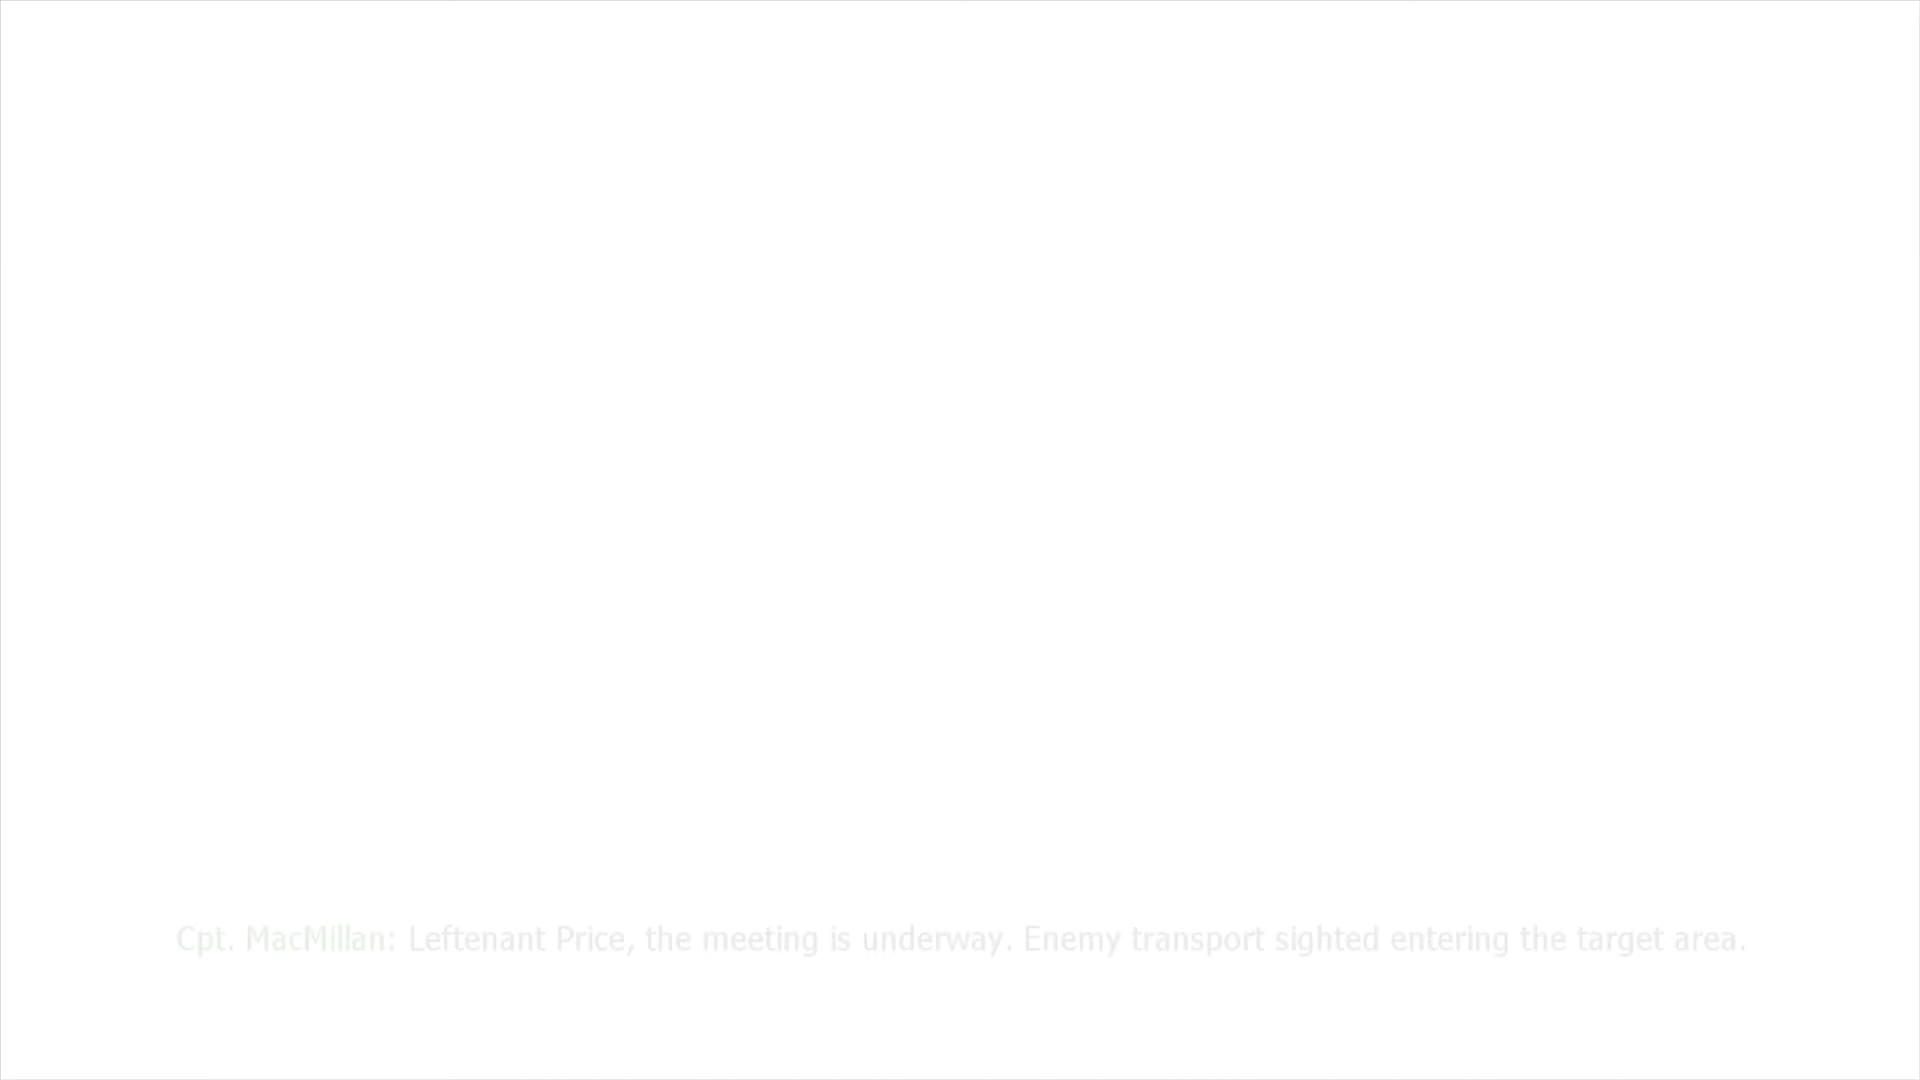 Cpt. MacMillan: Leftenant Price, the meeting is underway. Enemy transport sighted entering the target area.